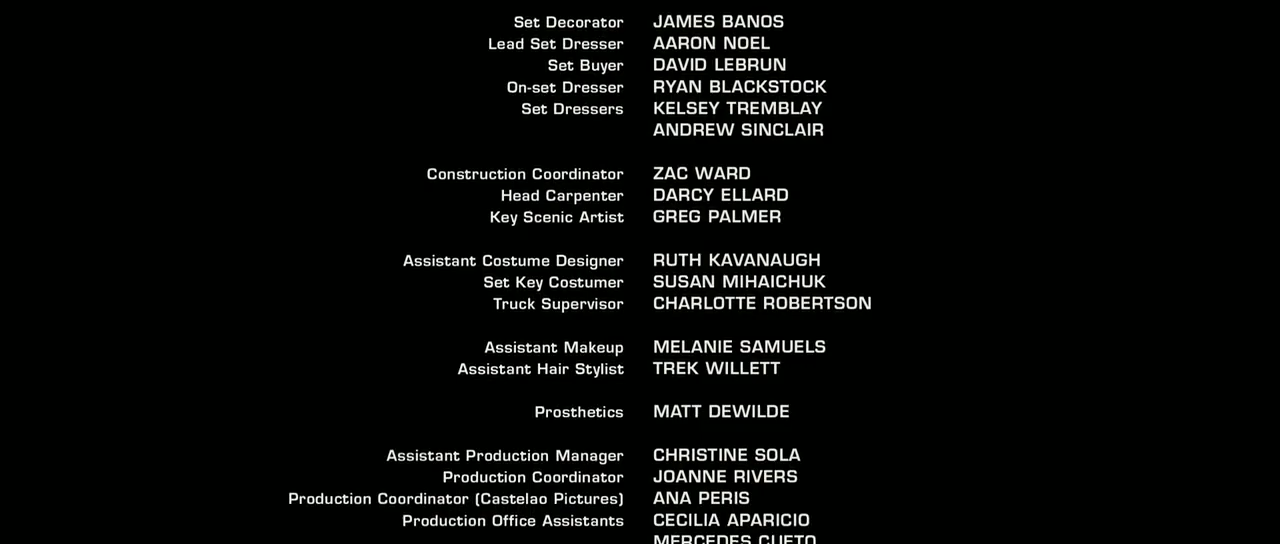 Set Decorator JAMES BANOS
Lead Set Dresser AARON NOEL
Set Buyer DAVID LEBRUN
On-set Dresser RYAN BLACKSTOCK
Set Dressers KELSEY TREMBLAY
ANDREW SINCLAIR
Construction Coordinator ZAC WARD
Head Carpenter DARCY ELLARD
Key Scenic Artist GREG PALMER
Assistant Costume Designer RUTH KAVANAUGH
Set Key Costumer SUSAN MIHAICHUK
Truck Supervisor CHARLOTTE ROBERTSON
Assistant Makeup MELANIE SAMUELS
Assistant Hair Stylist TREK WILLETT
Prosthetics MATT DEWILDE
Assistant Production Manager CHRISTINE SOLA
Production Coordinator JOANNE RIVERS
Production Coordinator (Castelao Pictures) ANA PERIS
Production Office Assistants CECILIA APARICIO
MERCEDES CUETO